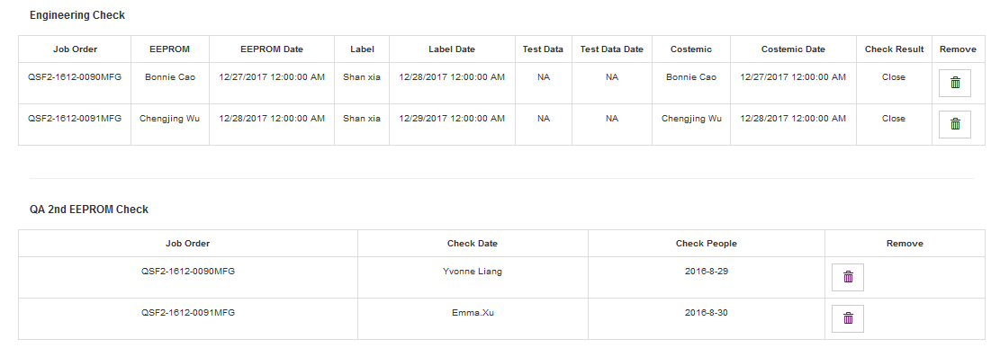 Engineering Check
Job Order EEPROM EEPROM Date Label Label Date Test Data Test Data Date Costemic Costemic Date Check Result Remove
QSF2-1612-0090MFG Bonnie Cao 12/27/2017 12:00:00 AM Shan xia 12/28/2017 12:00:00 AM NA NA Bonnie Cao 12/27/2017 12:00:00 AM Close
QSF2-1612-0091MFG Chengjing Wu 12/28/2017 12:00:00 AM Shan xia 12/29/2017 12:00:00 AM NA NA Chengjing Wu 12/28/2017 12:00:00 AM Close
QA 2nd EEPROM Check
Job Order Check Date Check People Remove
QSF2-1612-0090MFG Yvonne Liang 2016-8-29
QSF2-1612-0091MFG Emma.Xu 2016-8-30